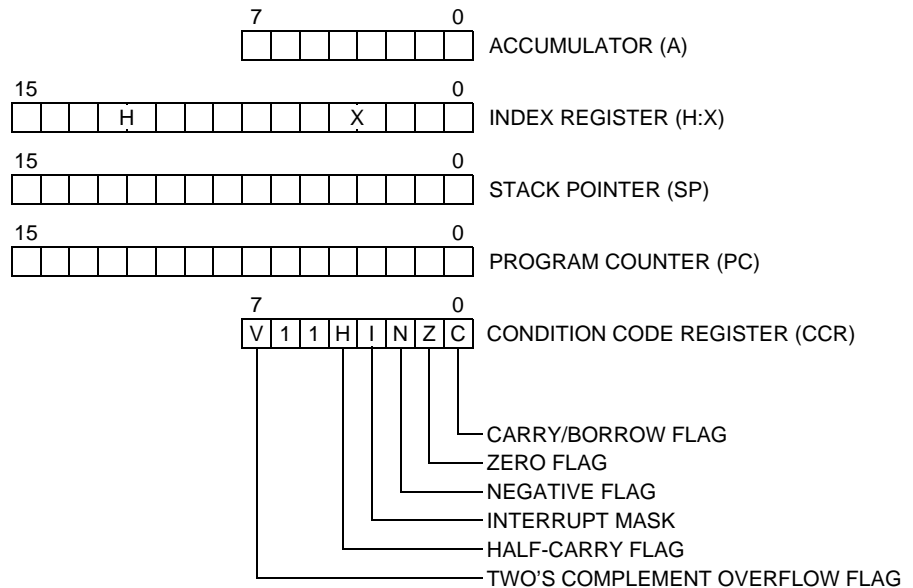 7 0
ACCUMULATOR (A)
15 0
H X INDEX REGISTER (H:X)
15 0
STACK POINTER (SP)
15 0
PROGRAM COUNTER (PC)
7 0
V 1 1 H I N Z C CONDITION CODE REGISTER (CCR)
CARRY/BORROW FLAG
ZERO FLAG
NEGATIVE FLAG
INTERRUPT MASK
HALF-CARRY FLAG
TWO'S COMPLEMENT OVERFLOW FLAG